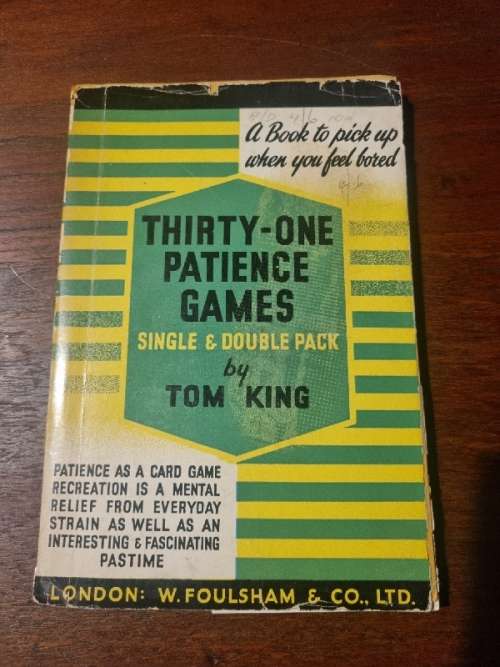 A Book to pick up
when you feel bored
THIRTY-ONE
PATIENCE
GAMES
SINGLE & DOUBLE PACK
by
TOM KING
PATIENCE AS A CARD GAME
RECREATION IS A MENTAL
RELIEF FROM EVERYDAY
STRAIN AS WELL AS AN
INTERESTING & FASCINATING
PASTIME
LONDON: W. FOULSHAM & CO., LTD.